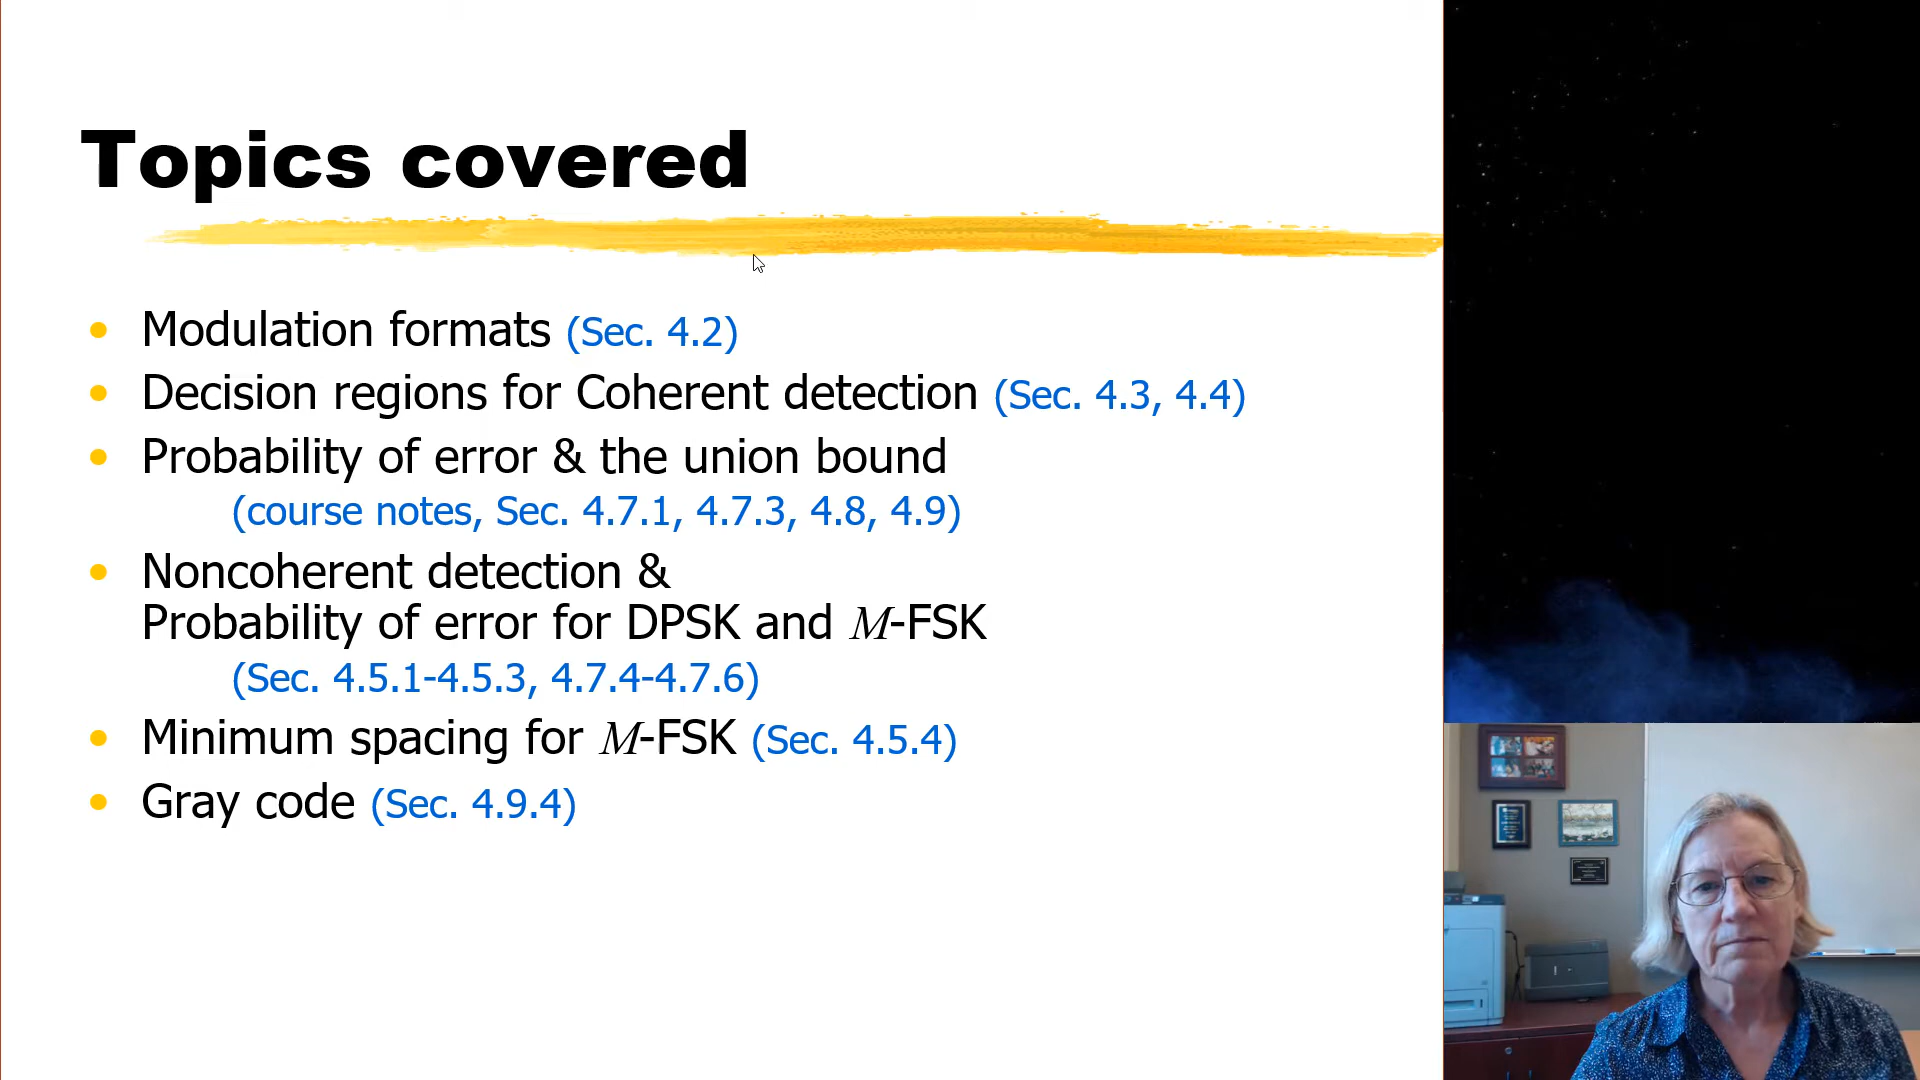 Topics covered
• Modulation formats (Sec. 4.2)
• Decision regions for Coherent detection (Sec. 4.3, 4.4)
• Probability of error & the union bound
(course notes, Sec. 4.7.1, 4.7.3, 4.8, 4.9)
• Noncoherent detection &
Probability of error for DPSK and M-FSK
(Sec. 4.5.1-4.5.3, 4.7.4-4.7.6)
• Minimum spacing for M-FSK (Sec. 4.5.4)
• Gray code (Sec. 4.9.4)